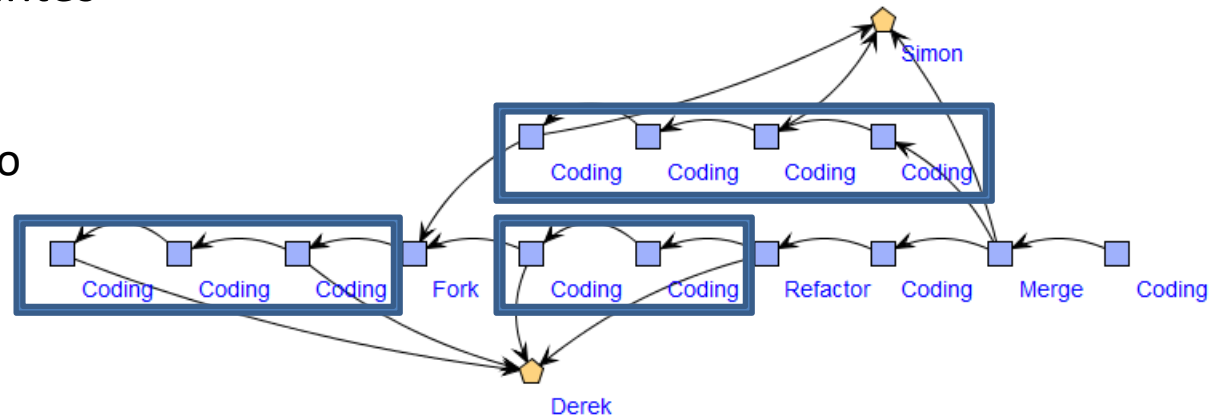 Simon
Coding Coding Coding Coding
o
Coding Coding Coding Fork Coding Coding Refactor Coding Merge Coding
Derek